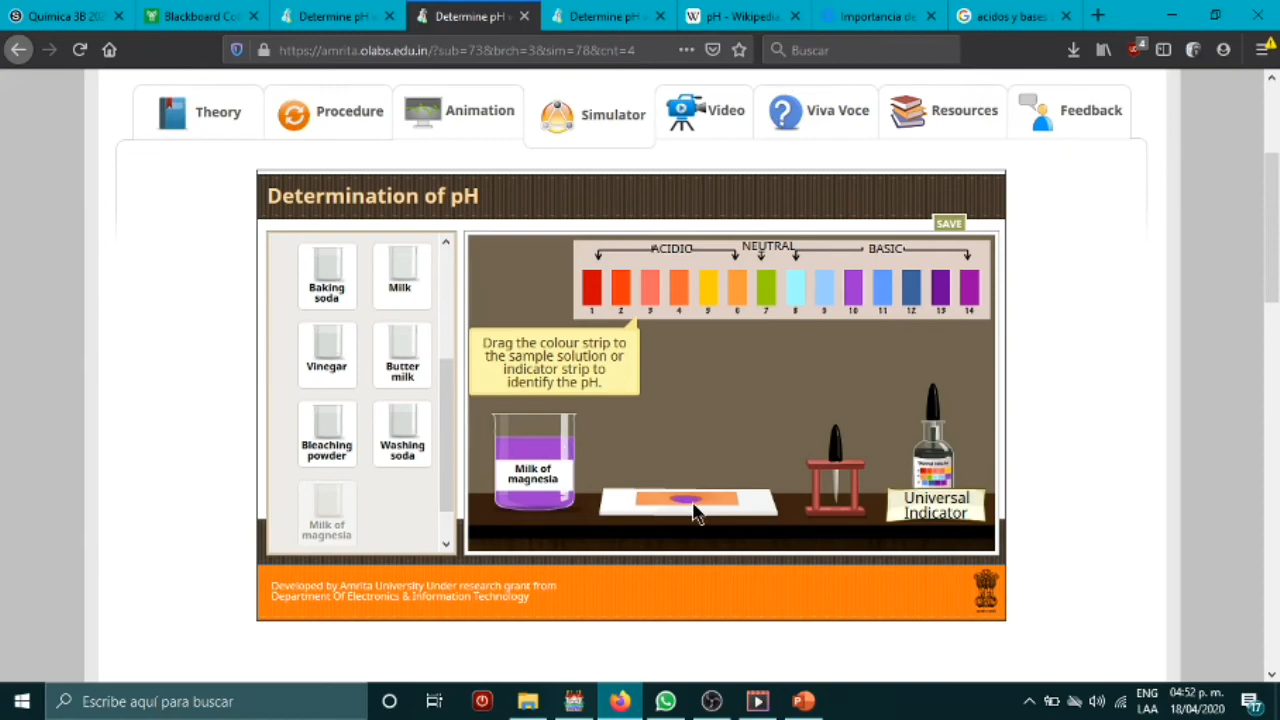 Quimica 3B 202
Blackboard Col
Determine pH
Determine pH
Determine pH
pH - Wikipedia
Importancia de
acidos y bases
https://amrita.olabs.edu.in/?sub=73&brch=3&sim=78&cnt=4
Buscar
4
Theory
Procedure
Animation
Simulator
Video
Viva Voce
Resources
Feedback
Determination of pH
SAVE
Baking
soda
Milk
Vinegar
Butter
milk
Bleaching
powder
Washing
soda
Milk of
magnesia
ACIDIC
NEUTRAL
BASIC
1 2 3 4 5 6 7 8 9 10 11 12 13 14
Drag the colour strip to
the sample solution or
indicator strip to
identify the pH.
Milk of
magnesia
Universal
Indicator
Developed by Amrita University Under research grant from
Department Of Electronics & Information Technology
Escribe aquí para buscar
ENG
LAA
04:52 p. m.
18/04/2020
17